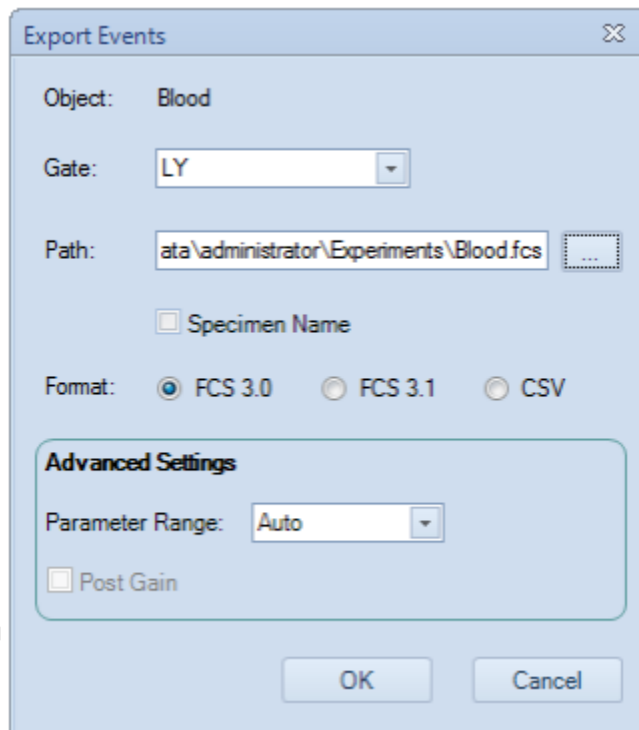 Export Events
Object: Blood
Gate: LY
Path: ata\administrator\Experiments\Blood.fcs ...
Specimen Name
Format: FCS 3.0 FCS 3.1 CSV
Advanced Settings
Parameter Range: Auto
Post Gain
OK Cancel